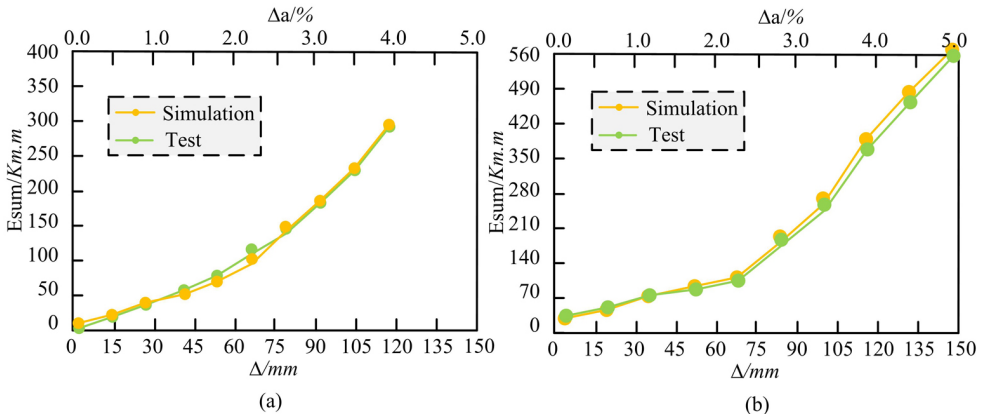 Δa/%
0.0 1.0 2.0 3.0 4.0 5.0
400
350
300
250
200
150
100
50
0
Esum/Km.m
Simulation
Test
0 15 30 45 60 75 90 105 135 150
Δ/mm
(a)
Δa/%
0.0 1.0 2.0 3.0 4.0 5.0
560
490
420
350
280
210
140
70
0
Esum/Km.m
Simulation
Test
0 15 30 45 60 75 90 105 120 135 150
Δ/mm
(b)